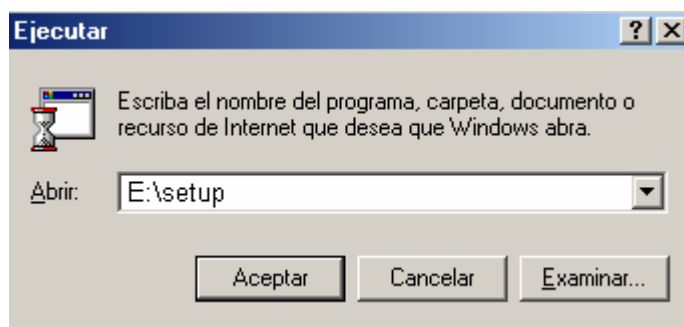 Ejecutar
Escriba el nombre del programa, carpeta, documento o
recurso de Internet que desea que Windows abra.
Abrir: E:\setup
Aceptar Cancelar Examinar...